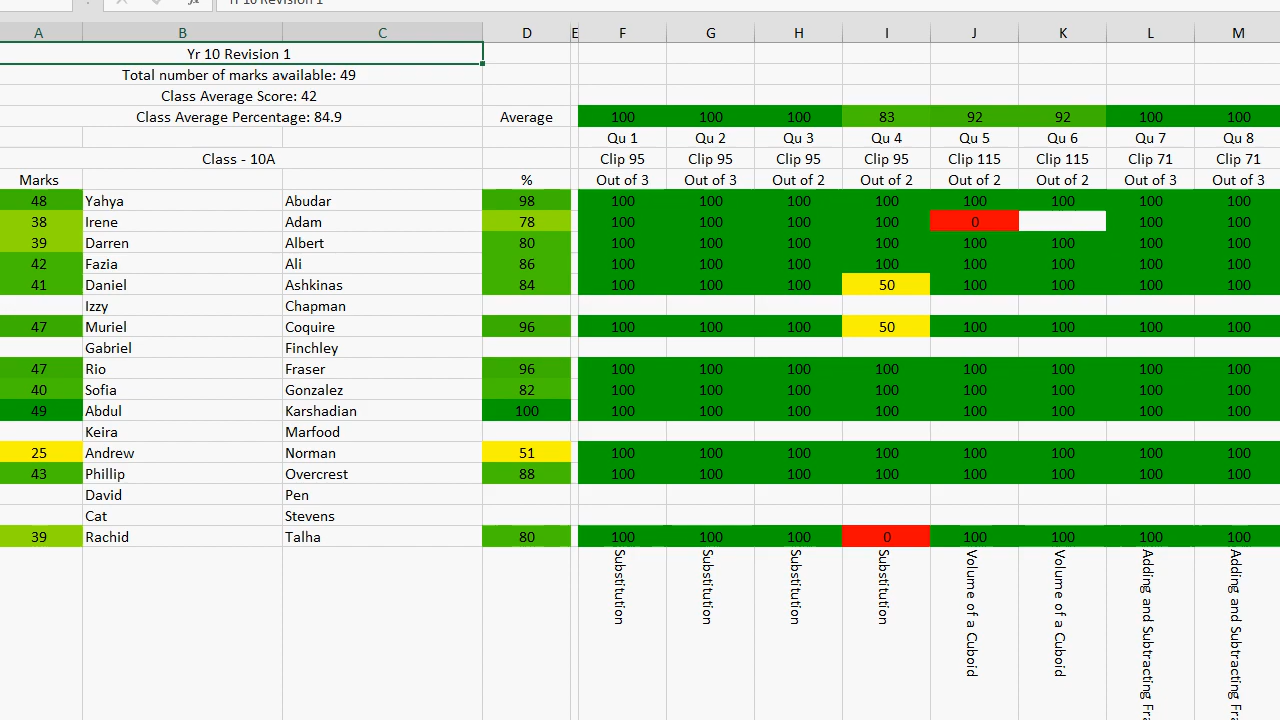 Yr 10 Revision 1
A B C D E F G H I J K L M
Yr 10 Revision 1
Total number of marks available: 49
Class Average Score: 42
Class Average Percentage: 84.9 Average 100 100 100 83 92 92 100 100
Qu 1 Qu 2 Qu 3 Qu 4 Qu 5 Qu 6 Qu 7 Qu 8
Class - 10A Clip 95 Clip 95 Clip 95 Clip 95 Clip 115 Clip 115 Clip 71 Clip 71
Marks % Out of 3 Out of 3 Out of 2 Out of 2 Out of 2 Out of 2 Out of 3 Out of 3
48 Yahya Abudar 98 100 100 100 100 100 100 100 100
38 Irene Adam 78 100 100 100 100 0 100 100
39 Darren Albert 80 100 100 100 100 100 100 100 100
42 Fazia Ali 86 100 100 100 100 100 100 100 100
41 Daniel Ashkinas 84 100 100 100 50 100 100 100 100
Izzy Chapman
47 Muriel Coquire 96 100 100 100 50 100 100 100 100
Gabriel Finchley
47 Rio Fraser 96 100 100 100 100 100 100 100 100
40 Sofia Gonzalez 82 100 100 100 100 100 100 100 100
49 Abdul Karshadian 100 100 100 100 100 100 100 100 100
Keira Marfood
25 Andrew Norman 51 100 100 100 100 100 100 100 100
43 Phillip Overcrest 88 100 100 100 100 100 100 100 100
David Pen
Cat Stevens
39 Rachid Talha 80 100 100 100 0 100 100 100 100
Substitution
Substitution
Substitution
Substitution
Volume of a Cuboid
Volume of a Cuboid
Adding and Subtracting Fra
Adding and Subtracting Fra